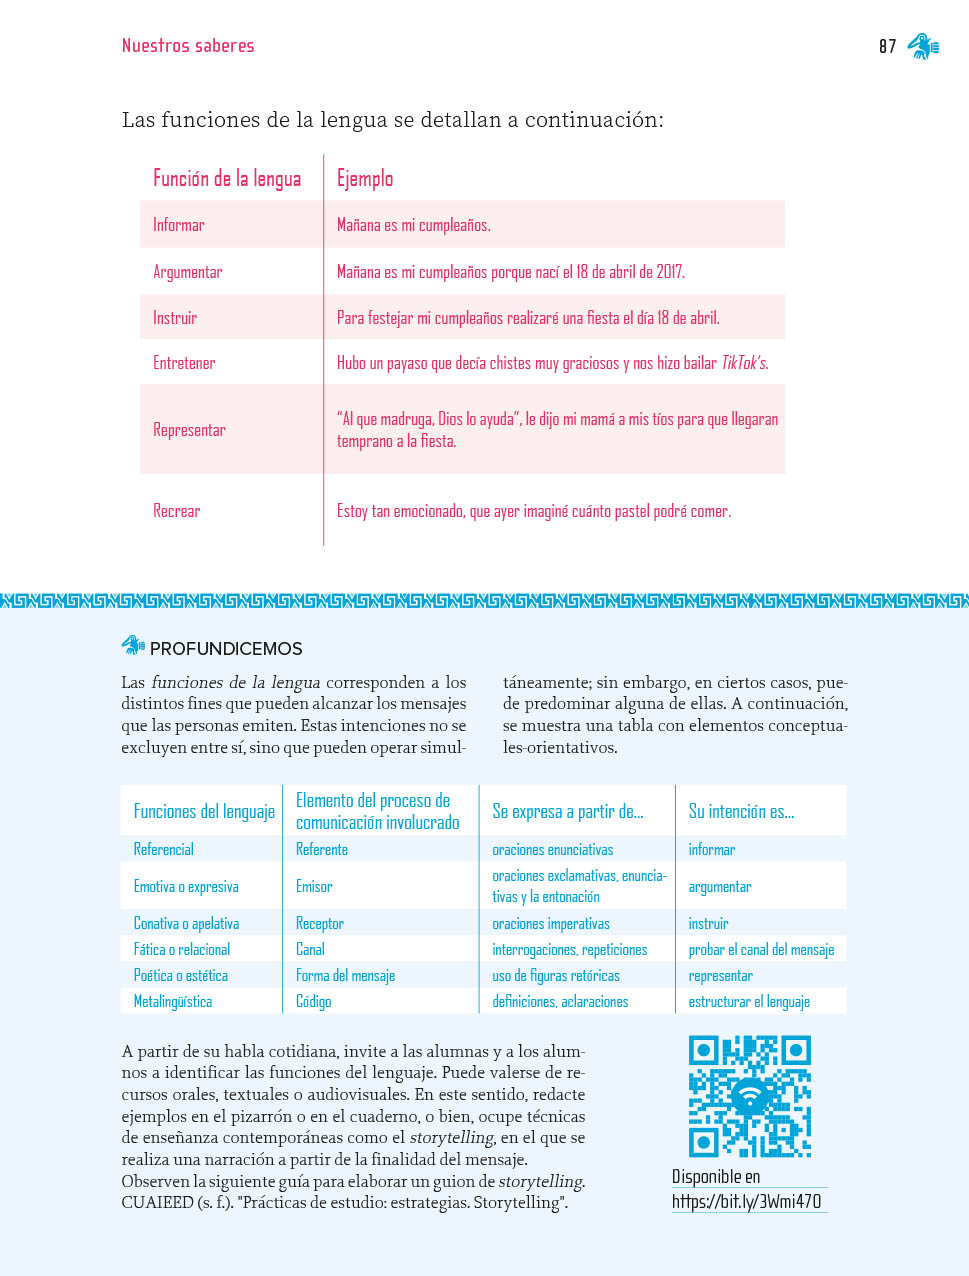 Nuestros saberes
87
Las funciones de la lengua se detallan a continuación:
Función de la lengua
Ejemplo
Informar
Mañana es mi cumpleaños.
Argumentar
Mañana es mi cumpleaños porque nací el 18 de abril de 2017.
Instruir
Para festejar mi cumpleaños realizaré una fiesta el día 18 de abril.
Entretener
Hubo un payaso que decía chistes muy graciosos y nos hizo bailar TikTok's.
Representar
“Al que madruga, Dios lo ayuda”, le dijo mi mamá a mis tíos para que llegaran
temprano a la fiesta.
Recrear
Estoy tan emocionado, que ayer imaginé cuánto pastel podré comer.
PROFUNDICEMOS
Las funciones de la lengua corresponden a los
distintos fines que pueden alcanzar los mensajes
que las personas emiten. Estas intenciones no se
excluyen entre sí, sino que pueden operar simul-
táneamente; sin embargo, en ciertos casos, pue-
de predominar alguna de ellas. A continuación,
se muestra una tabla con elementos conceptua-
les-orientativos.
Funciones del lenguaje
Elemento del proceso de
comunicación involucrado
Se expresa a partir de...
Su intención es...
Referencial
Referente
oraciones enunciativas
informar
Emotiva o expresiva
Emisor
oraciones exclamativas, enuncia-
tivas y la entonación
argumentar
Conativa o apelativa
Receptor
oraciones imperativas
instruir
Fática o relacional
Canal
interrogaciones, repeticiones
probar el canal del mensaje
Poética o estética
Forma del mensaje
uso de figuras retóricas
representar
Metalingüística
Código
definiciones, aclaraciones
estructurar el lenguaje
A partir de su habla cotidiana, invite a las alumnas y a los alum-
nos a identificar las funciones del lenguaje. Puede valerse de re-
cursos orales, textuales o audiovisuales. En este sentido, redacte
ejemplos en el pizarrón o en el cuaderno, o bien, ocupe técnicas
de enseñanza contemporáneas como el storytelling, en el que se
realiza una narración a partir de la finalidad del mensaje.
Observen la siguiente guía para elaborar un guion de storytelling.
CUAIEED (s. f.). "Prácticas de estudio: estrategias. Storytelling".
Disponible en
https://bit.ly/3Wmi470